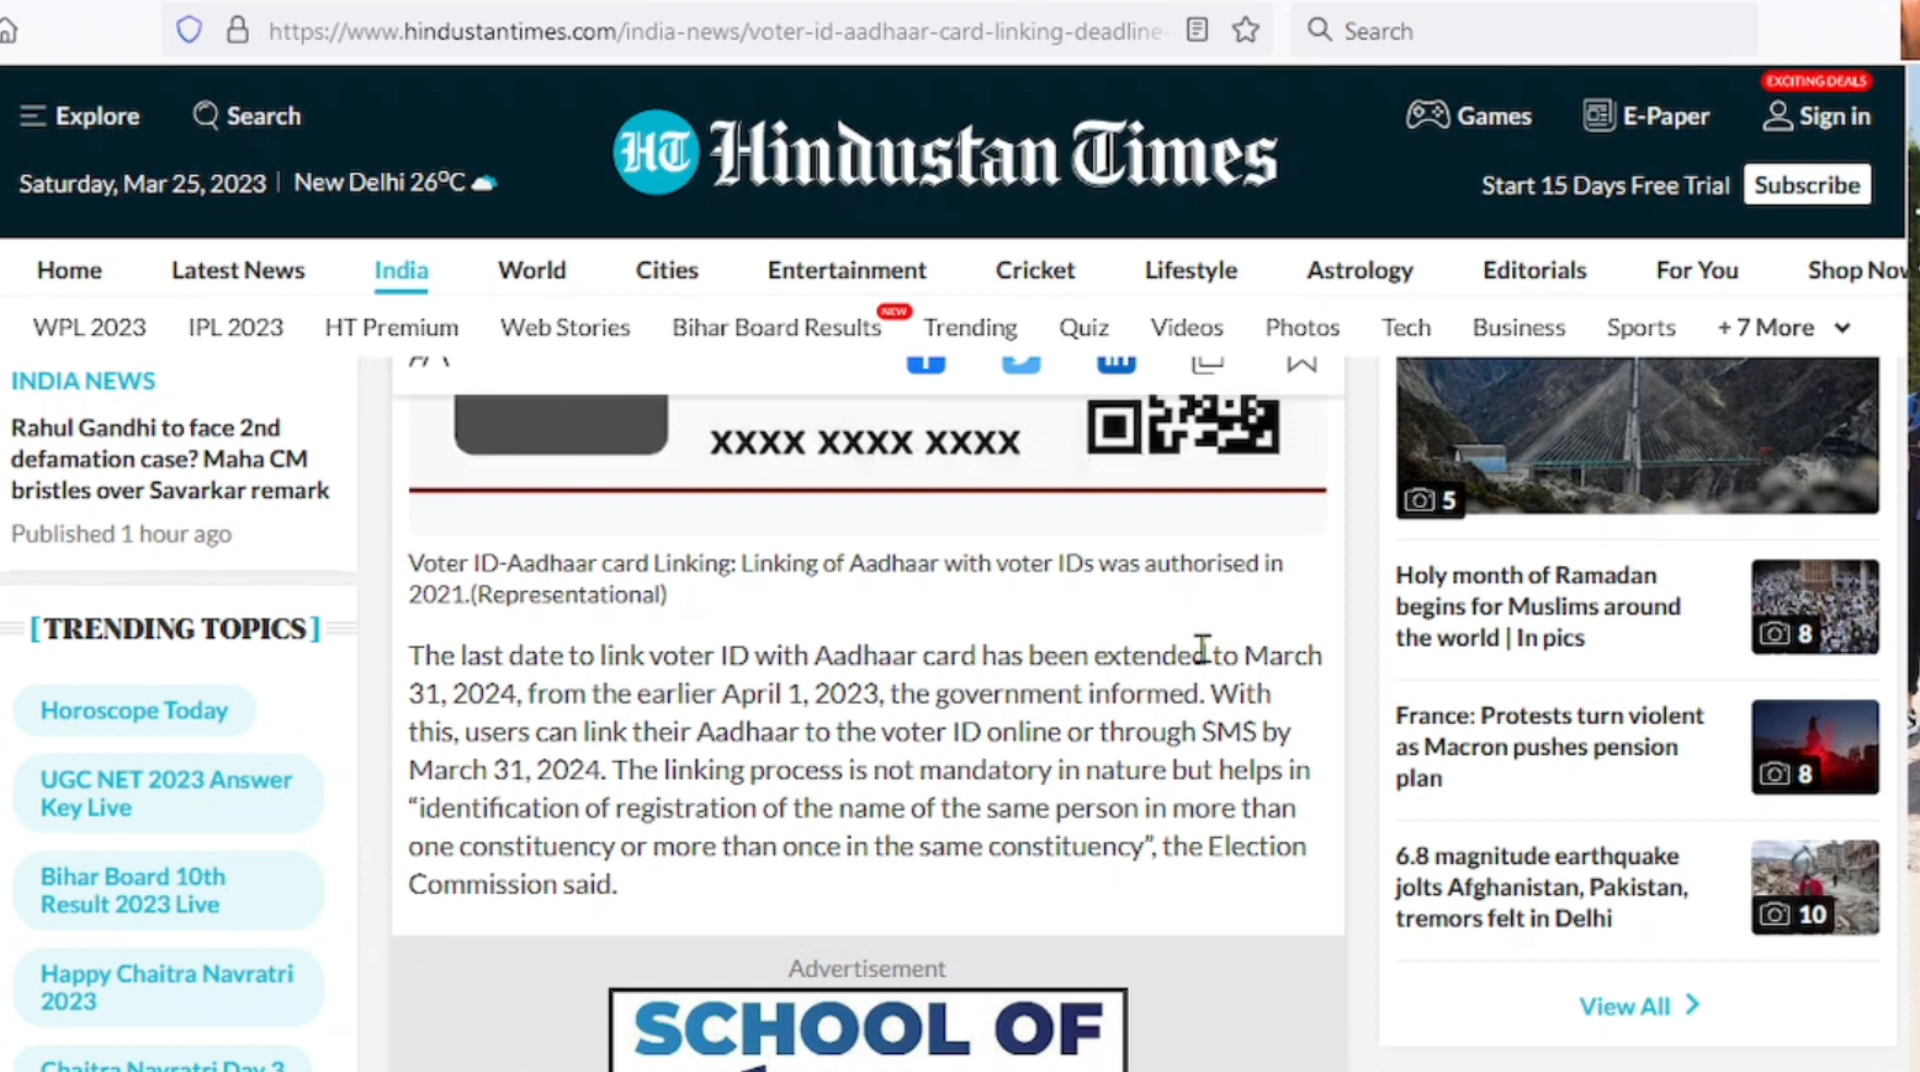 https://www.hindustantimes.com/india-news/voter-id-aadhaar-card-linking-deadline-
Search
EXCITING DEALS
Explore
Search
HT Hindustan Times
Games
E-Paper
Sign in
Saturday, Mar 25, 2023 | New Delhi 26°C
Start 15 Days Free Trial
Subscribe
Home
Latest News
India
World
Cities
Entertainment
Cricket
Lifestyle
Astrology
Editorials
For You
Shop Now
NEW
WPL 2023
IPL 2023
HT Premium
Web Stories
Bihar Board Results
Trending
Quiz
Videos
Photos
Tech
Business
Sports
+ 7 More
INDIA NEWS
Rahul Gandhi to face 2nd
defamation case? Maha CM
bristles over Savarkar remark
Published 1 hour ago
[TRENDING TOPICS]
Horoscope Today
UGC NET 2023 Answer
Key Live
Bihar Board 10th
Result 2023 Live
Happy Chaitra Navratri
2023
Chaitra Navratri Day 3
XXXX XXXX XXXX
Voter ID-Aadhaar card Linking: Linking of Aadhaar with voter IDs was authorised in
2021.(Representational)
The last date to link voter ID with Aadhaar card has been extended to March
31, 2024, from the earlier April 1, 2023, the government informed. With
this, users can link their Aadhaar to the voter ID online or through SMS by
March 31, 2024. The linking process is not mandatory in nature but helps in
“identification of registration of the name of the same person in more than
one constituency or more than once in the same constituency”, the Election
Commission said.
Advertisement
SCHOOL OF
5
Holy month of Ramadan
begins for Muslims around
the world | In pics
8
France: Protests turn violent
as Macron pushes pension
plan
8
6.8 magnitude earthquake
jolts Afghanistan, Pakistan,
tremors felt in Delhi
10
View All